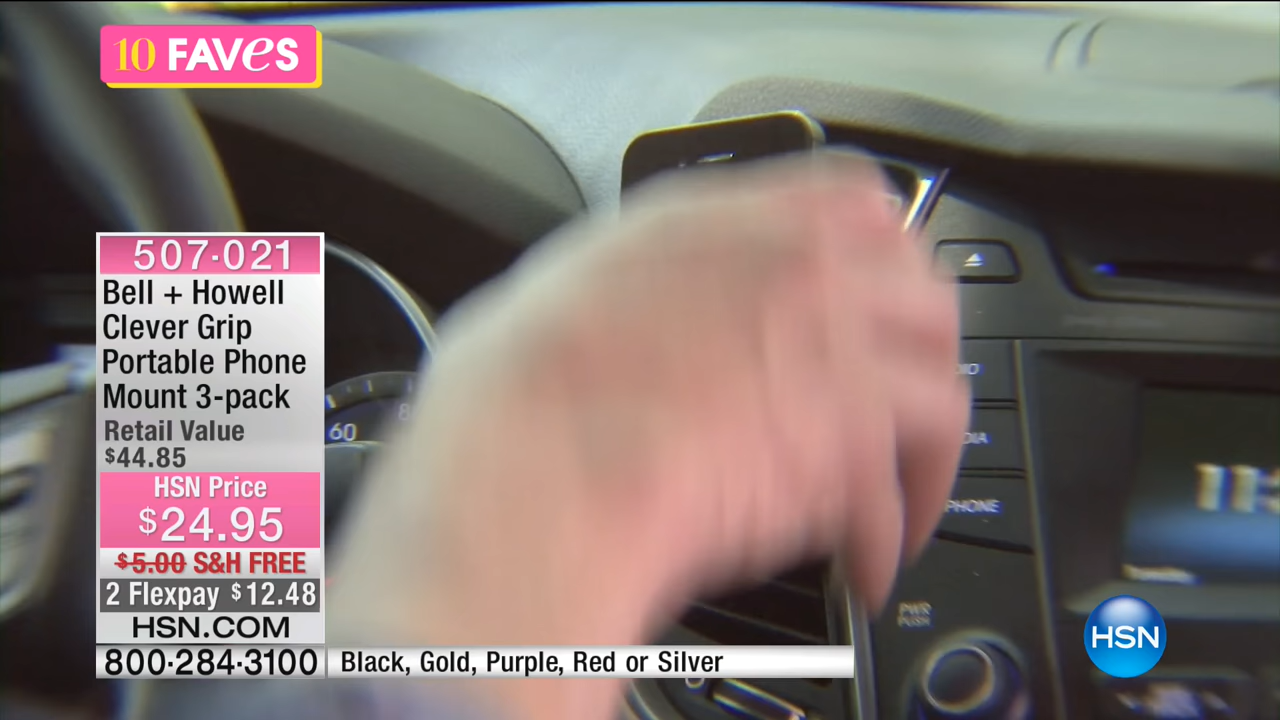 10 FAVeS
507-021
Bell + Howell
Clever Grip
Portable Phone
Mount 3-pack
Retail Value
$44.85
HSN Price
$24.95
$5.00 S&H FREE
2 Flexpay $12.48
HSN.COM
800-284-3100
Black, Gold, Purple, Red or Silver
HSN
60
PHONE
PWR
PUSH